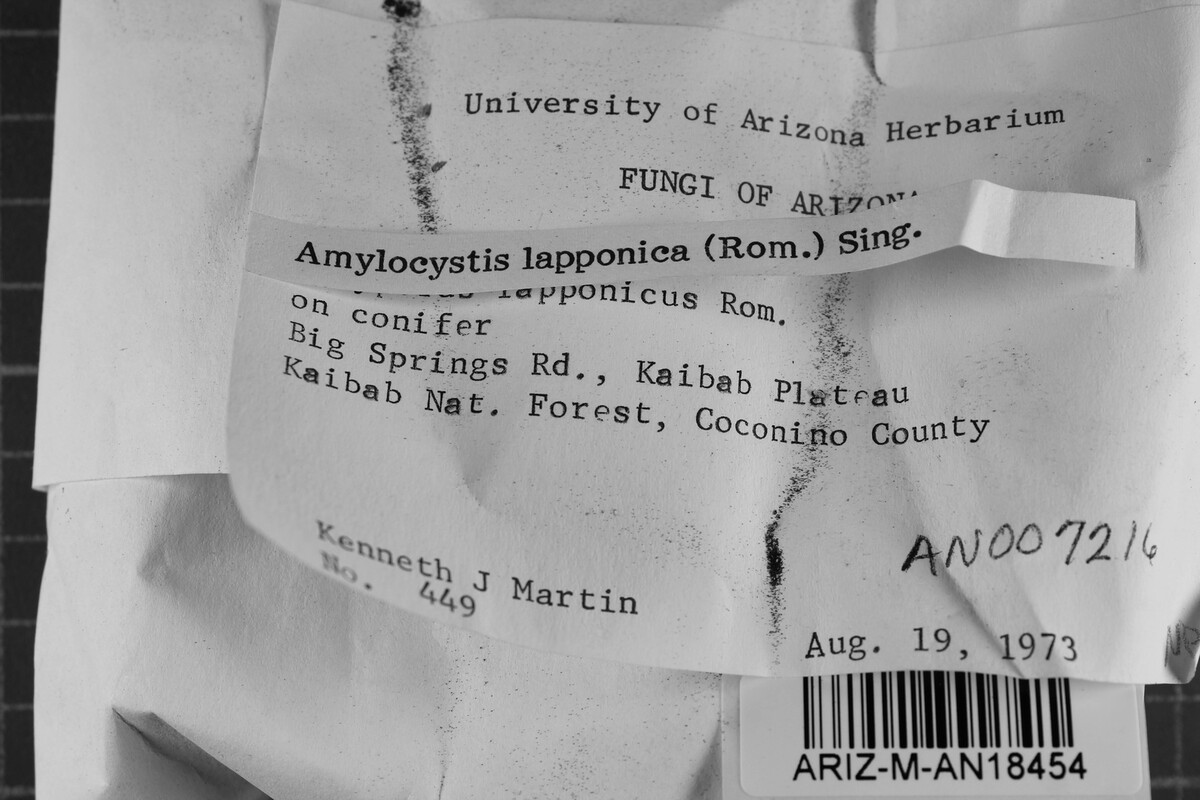 University of Arizona Herbarium
FUNGI OF ARIZONA
Amylocystis lapponica (Rom.) Sing.
lapponicus Rom.
on conifer
Big Springs Rd., Kaibab Plateau
Kaibab Nat. Forest, Coconino County
AN007216
Kenneth J Martin
No. 449
Aug. 19, 1973
ARIZ-M-AN18454